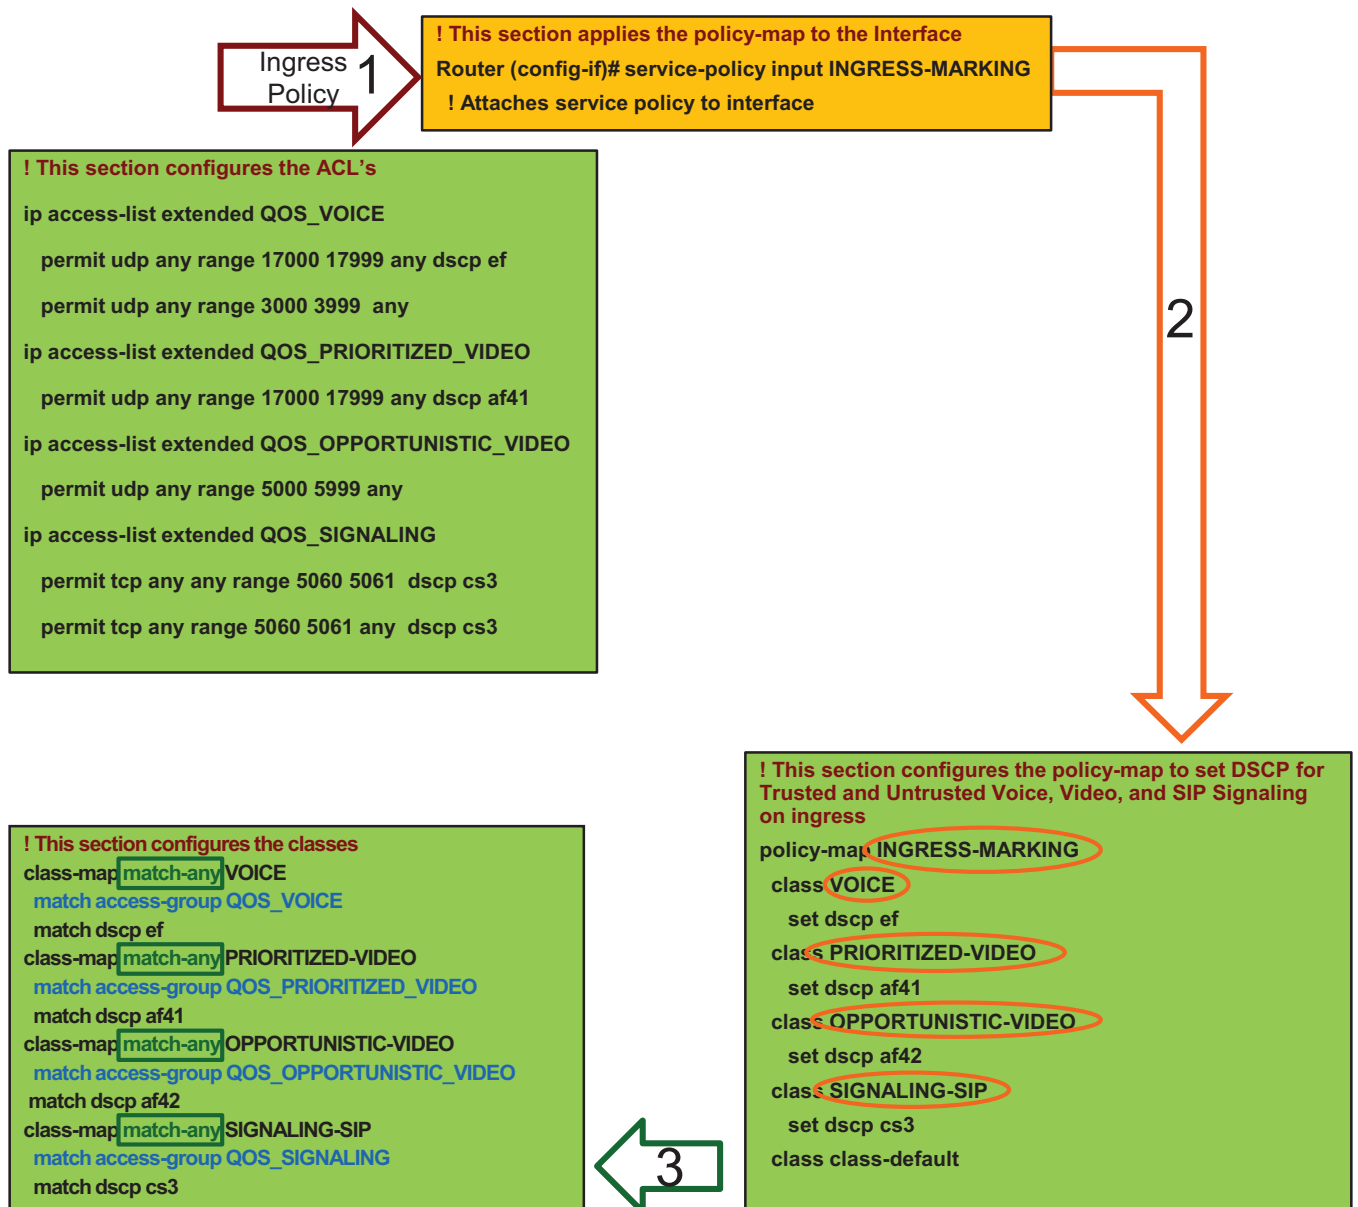 Ingress
Policy
1
! This section applies the policy-map to the Interface
Router (config-if)# service-policy input INGRESS-MARKING
! Attaches service policy to interface
! This section configures the ACL's
ip access-list extended QOS_VOICE
permit udp any range 17000 17999 any dscp ef
permit udp any range 3000 3999 any
ip access-list extended QOS_PRIORITIZED_VIDEO
permit udp any range 17000 17999 any dscp af41
ip access-list extended QOS_OPPORTUNISTIC_VIDEO
permit udp any range 5000 5999 any
ip access-list extended QOS_SIGNALING
permit tcp any any range 5060 5061 dscp cs3
permit tcp any range 5060 5061 any dscp cs3
2
! This section configures the policy-map to set DSCP for
Trusted and Untrusted Voice, Video, and SIP Signaling
on ingress
policy-map INGRESS-MARKING
class VOICE
set dscp ef
class PRIORITIZED-VIDEO
set dscp af41
class OPPORTUNISTIC-VIDEO
set dscp af42
class SIGNALING-SIP
set dscp cs3
class class-default
3
! This section configures the classes
class-map match-any VOICE
match access-group QOS_VOICE
match dscp ef
class-map match-any PRIORITIZED-VIDEO
match access-group QOS_PRIORITIZED_VIDEO
match dscp af41
class-map match-any OPPORTUNISTIC-VIDEO
match access-group QOS_OPPORTUNISTIC_VIDEO
match dscp af42
class-map match-any SIGNALING-SIP
match access-group QOS_SIGNALING
match dscp cs3